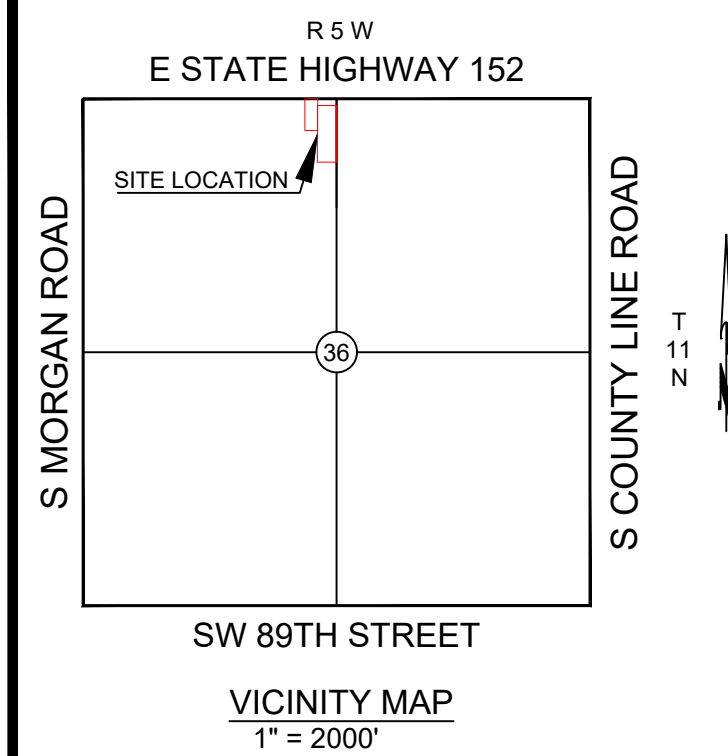 R 5 W
E STATE HIGHWAY 152
SITE LOCATION
S MORGAN ROAD
36
S COUNTY LINE ROAD
T
11
N
SW 89TH STREET
VICINITY MAP
1" = 2000'